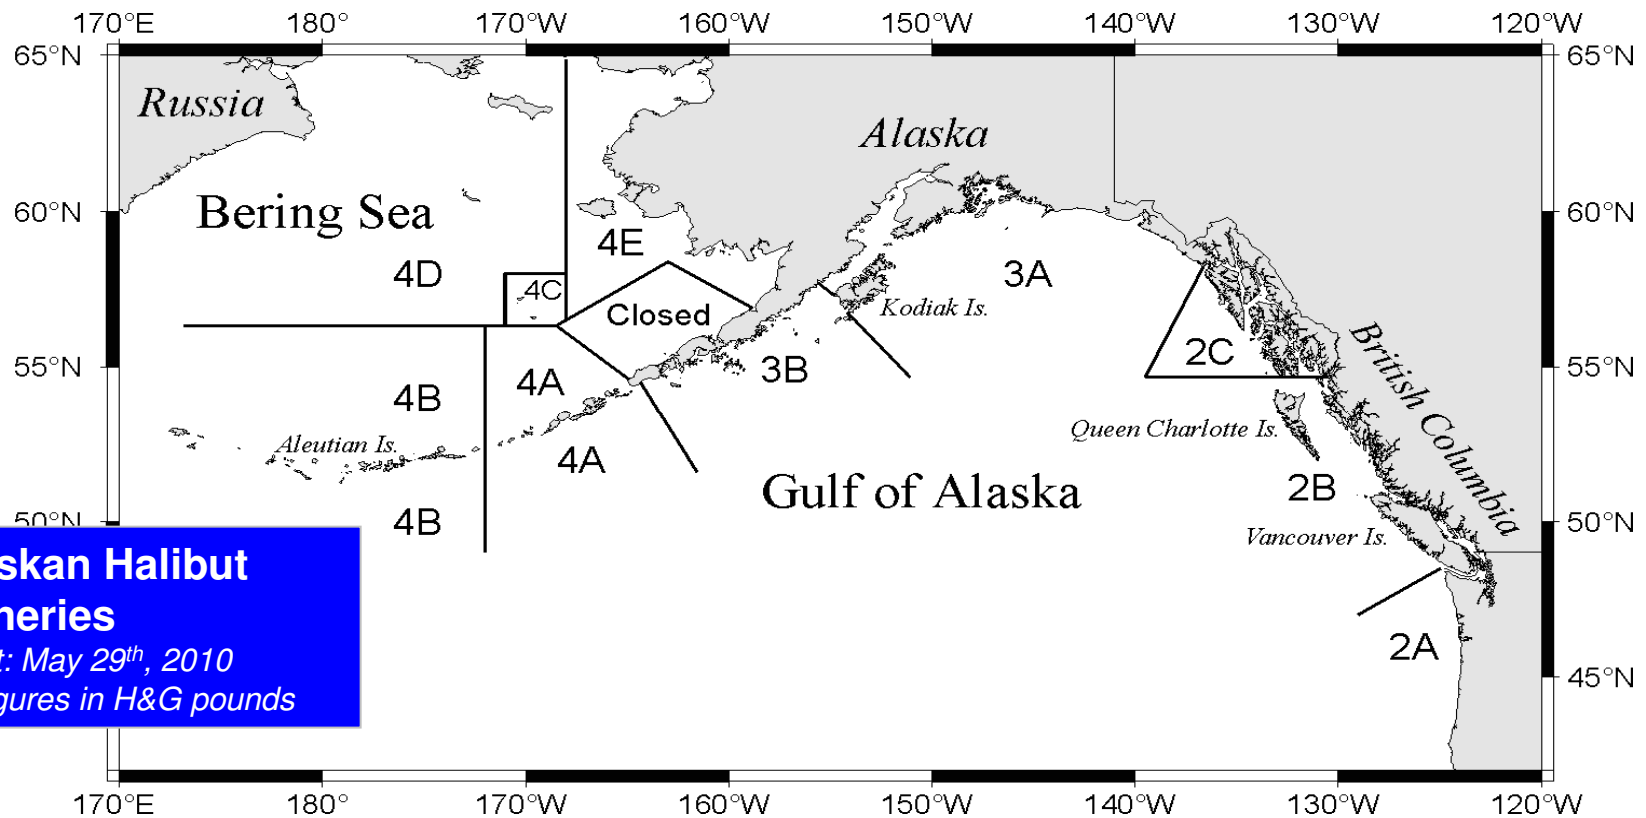 170°E 180° 170°W 160°W 150°W 140°W 130°W 120°W
65°N 65°N
Russia
Alaska
Bering Sea
60°N 60°N
4E
4D
4C
3A
Closed
Kodiak Is.
2C
British Columbia
55°N 55°N
3B
4A
4B
Queen Charlotte Is.
Aleutian Is.
4A
Gulf of Alaska
2B
50°N 50°N
4B
Vancouver Is.
skan Halibut
neries
t: May 29th, 2010
gures in H&G pounds
2A
45°N
170°E 180° 170°W 160°W 150°W 140°W 130°W 120°W